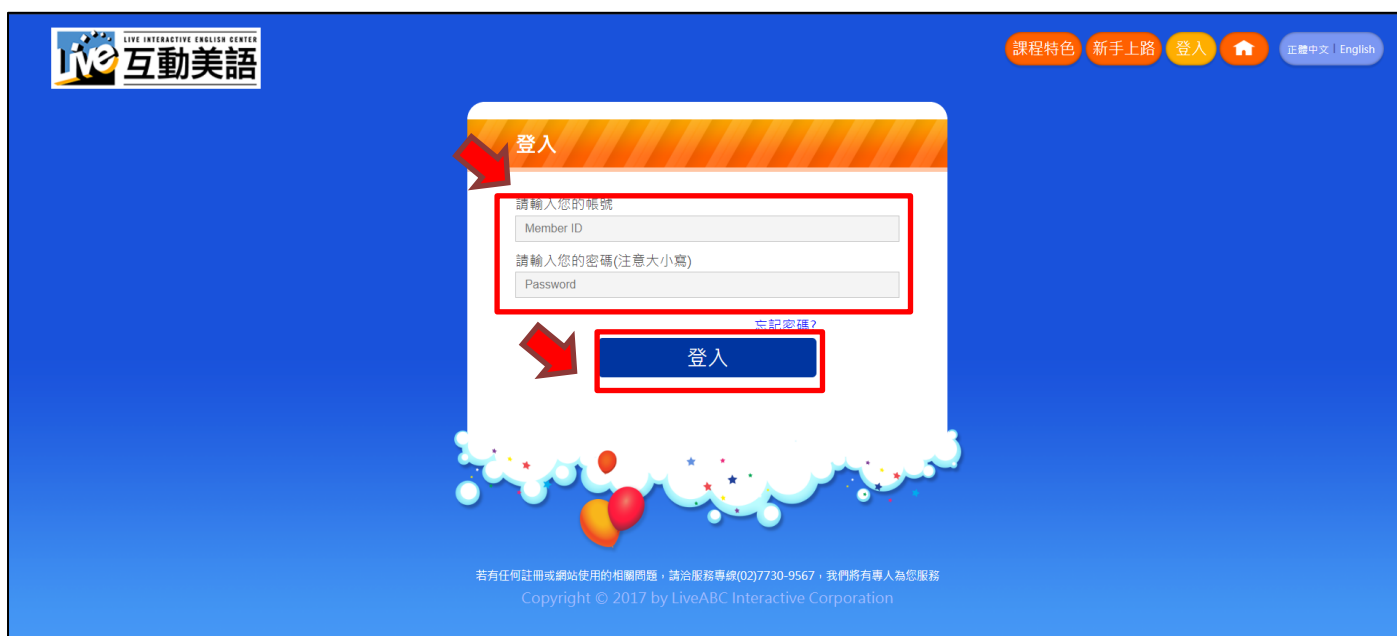 Live LIVE INTERACTIVE ENGLISH CENTER
互動美語
課程特色 新手上路 登入 正體中文 | English
登入
請輸入您的帳號
Member ID
請輸入您的密碼(注意大小寫)
Password
忘記密碼?
登入
若有任何註冊或網站使用的相關問題，請洽服務專線(02)7730-9567，我們將有專人為您服務
Copyright © 2017 by LiveABC Interactive Corporation